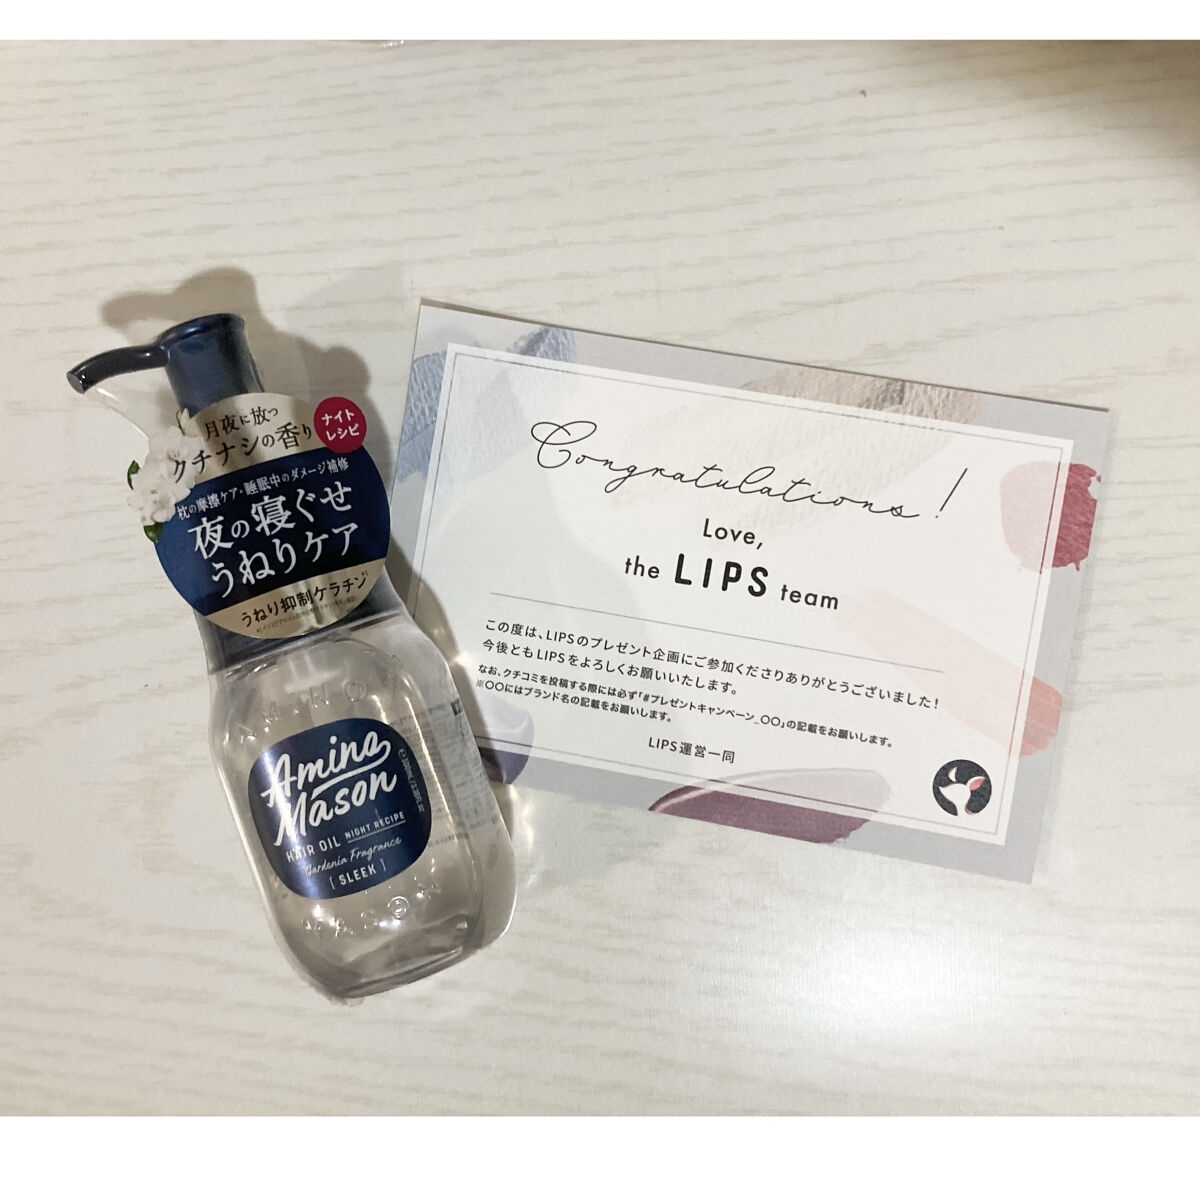 月夜に放つ
クチナシの香り
ナイト
レシピ
枕の摩擦ケア・睡眠中のダメージ補修
夜の寝ぐせ
うねりケア
うねり抑制ケラチン
AMINO
Amino
Mason
HAIR OIL NIGHT RECIPE
Gardenia Fragrance
[ SLEEK ]
MASON
Congratulations!
Love,
the LIPS team
この度は、LIPSのプレゼント企画にご参加くださりありがとうございました!
今後ともLIPSをよろしくお願いいたします。
なお、クチコミを投稿する際には必ず「#プレゼントキャンペーン_〇〇」の記載をお願いします。
※〇〇にはブランド名の記載をお願いします。
LIPS運営一同